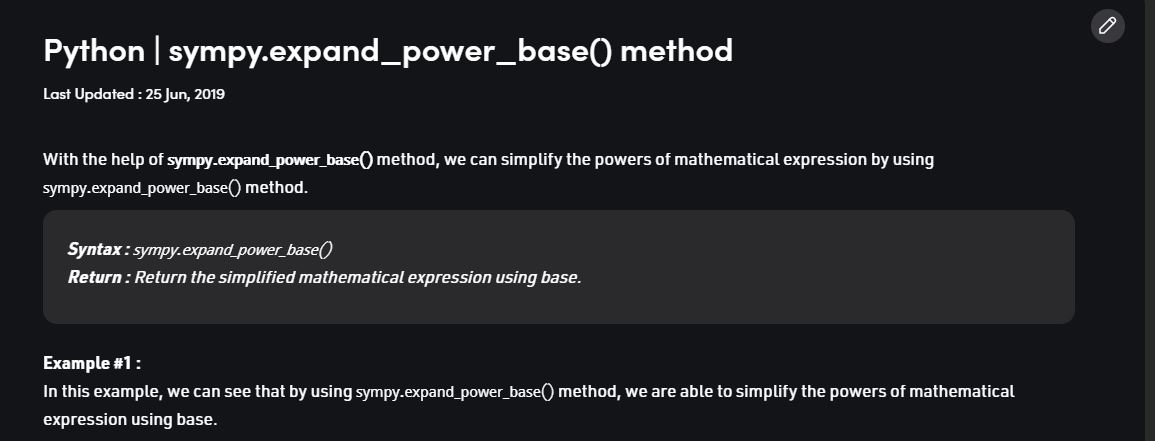 Python | sympy.expand_power_base() method
Last Updated : 25 Jun, 2019
With the help of sympy.expand_power_base() method, we can simplify the powers of mathematical expression by using
sympy.expand_power_base() method.
Syntax : sympy.expand_power_base()
Return : Return the simplified mathematical expression using base.
Example #1 :
In this example, we can see that by using sympy.expand_power_base() method, we are able to simplify the powers of mathematical
expression using base.